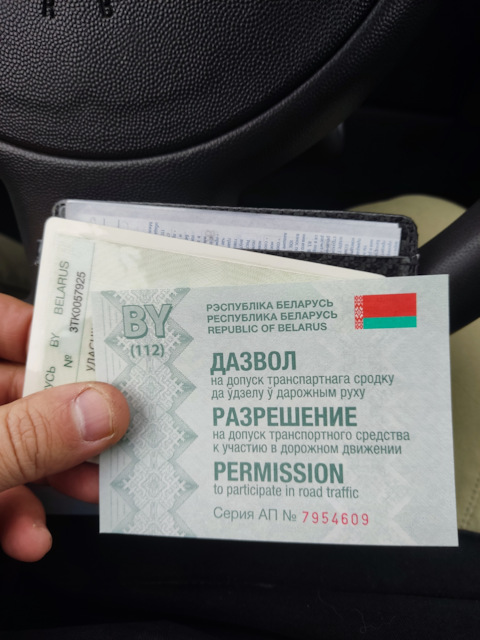 BY
(112)
РЭСПУБЛІКА БЕЛАРУСЬ
РЕСПУБЛИКА БЕЛАРУСЬ
REPUBLIC OF BELARUS
ДАЗВОЛ
на допуск транспартнага сродку
да ўдзелу ў дарожным руху
РАЗРЕШЕНИЕ
на допуск транспортного средства
к участию в дорожном движении
PERMISSION
to participate in road traffic
Серия АП № 7954609
BY BELARUS
№ 3TK0057925